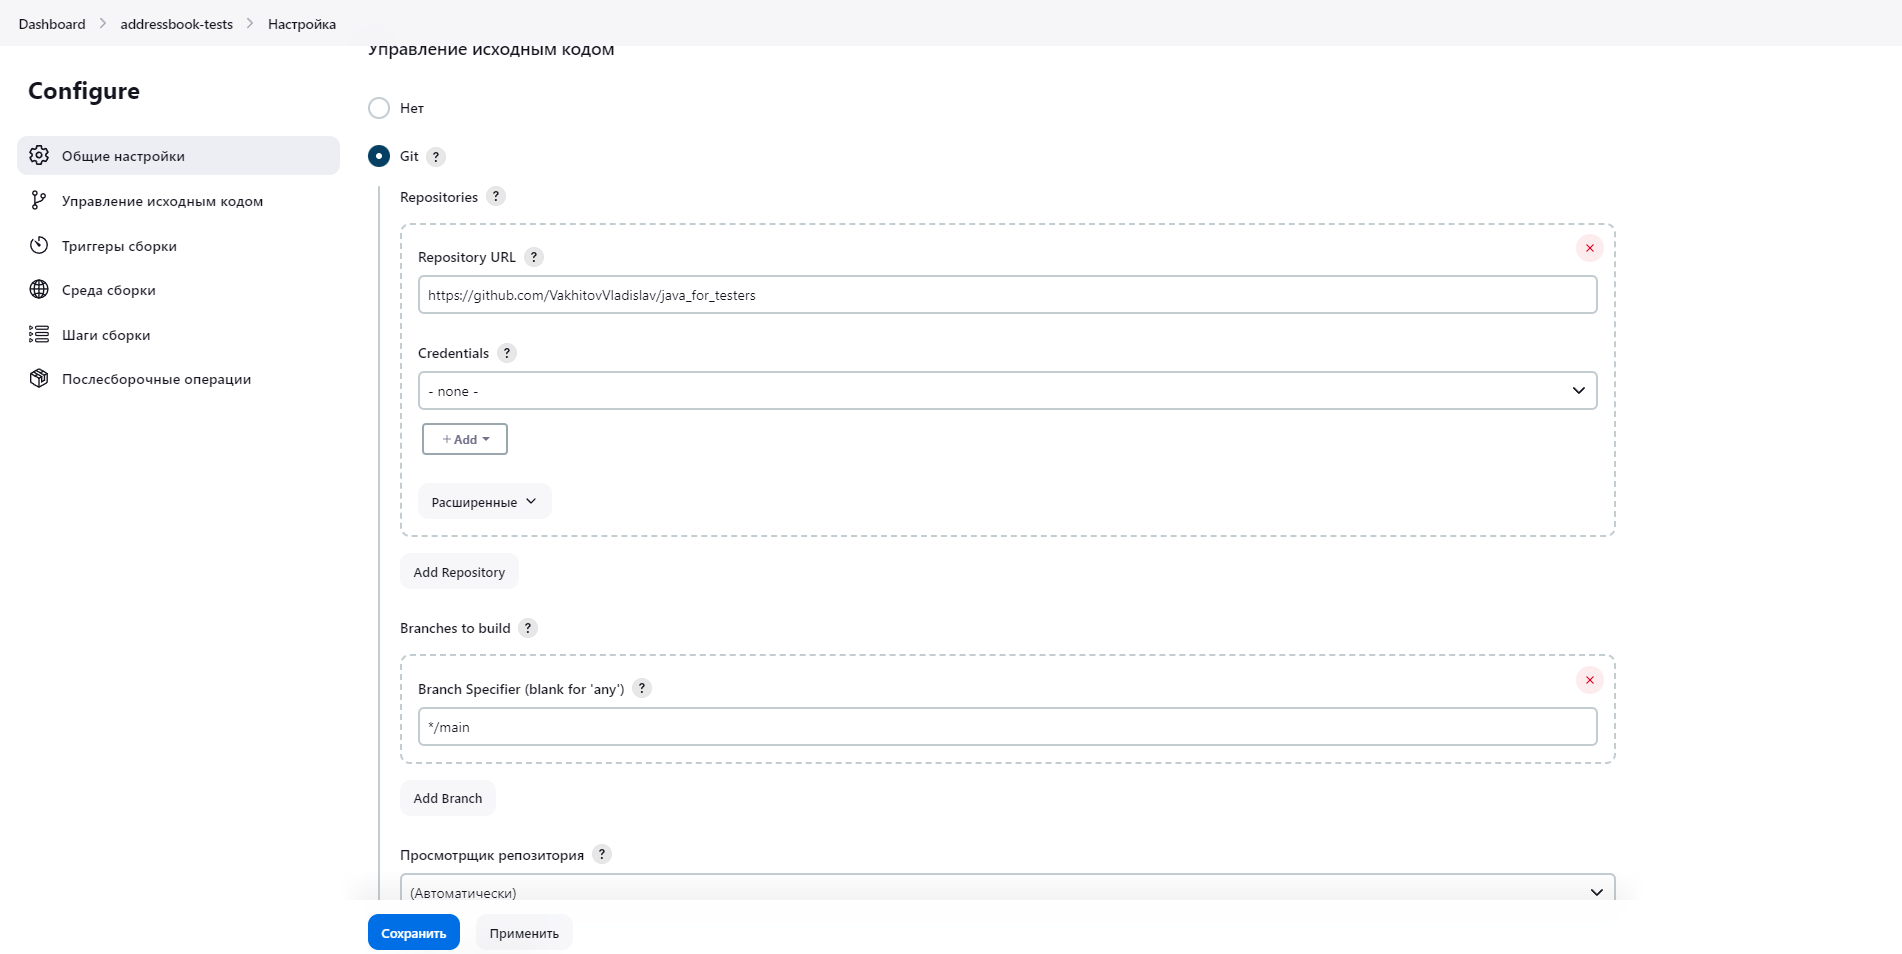 Dashboard > addressbook-tests > Настройка
Configure
Общие настройки
Управление исходным кодом
Триггеры сборки
Среда сборки
Шаги сборки
Послесборочные операции
Управление исходным кодом
Нет
Git ?
Repositories ?
Repository URL ?
https://github.com/VakhitovVladislav/java_for_testers
Credentials ?
- none -
+ Add
Расширенные
Add Repository
Branches to build ?
Branch Specifier (blank for 'any') ?
*/main
Add Branch
Просмотрщик репозитория ?
(Автоматически)
Сохранить
Применить